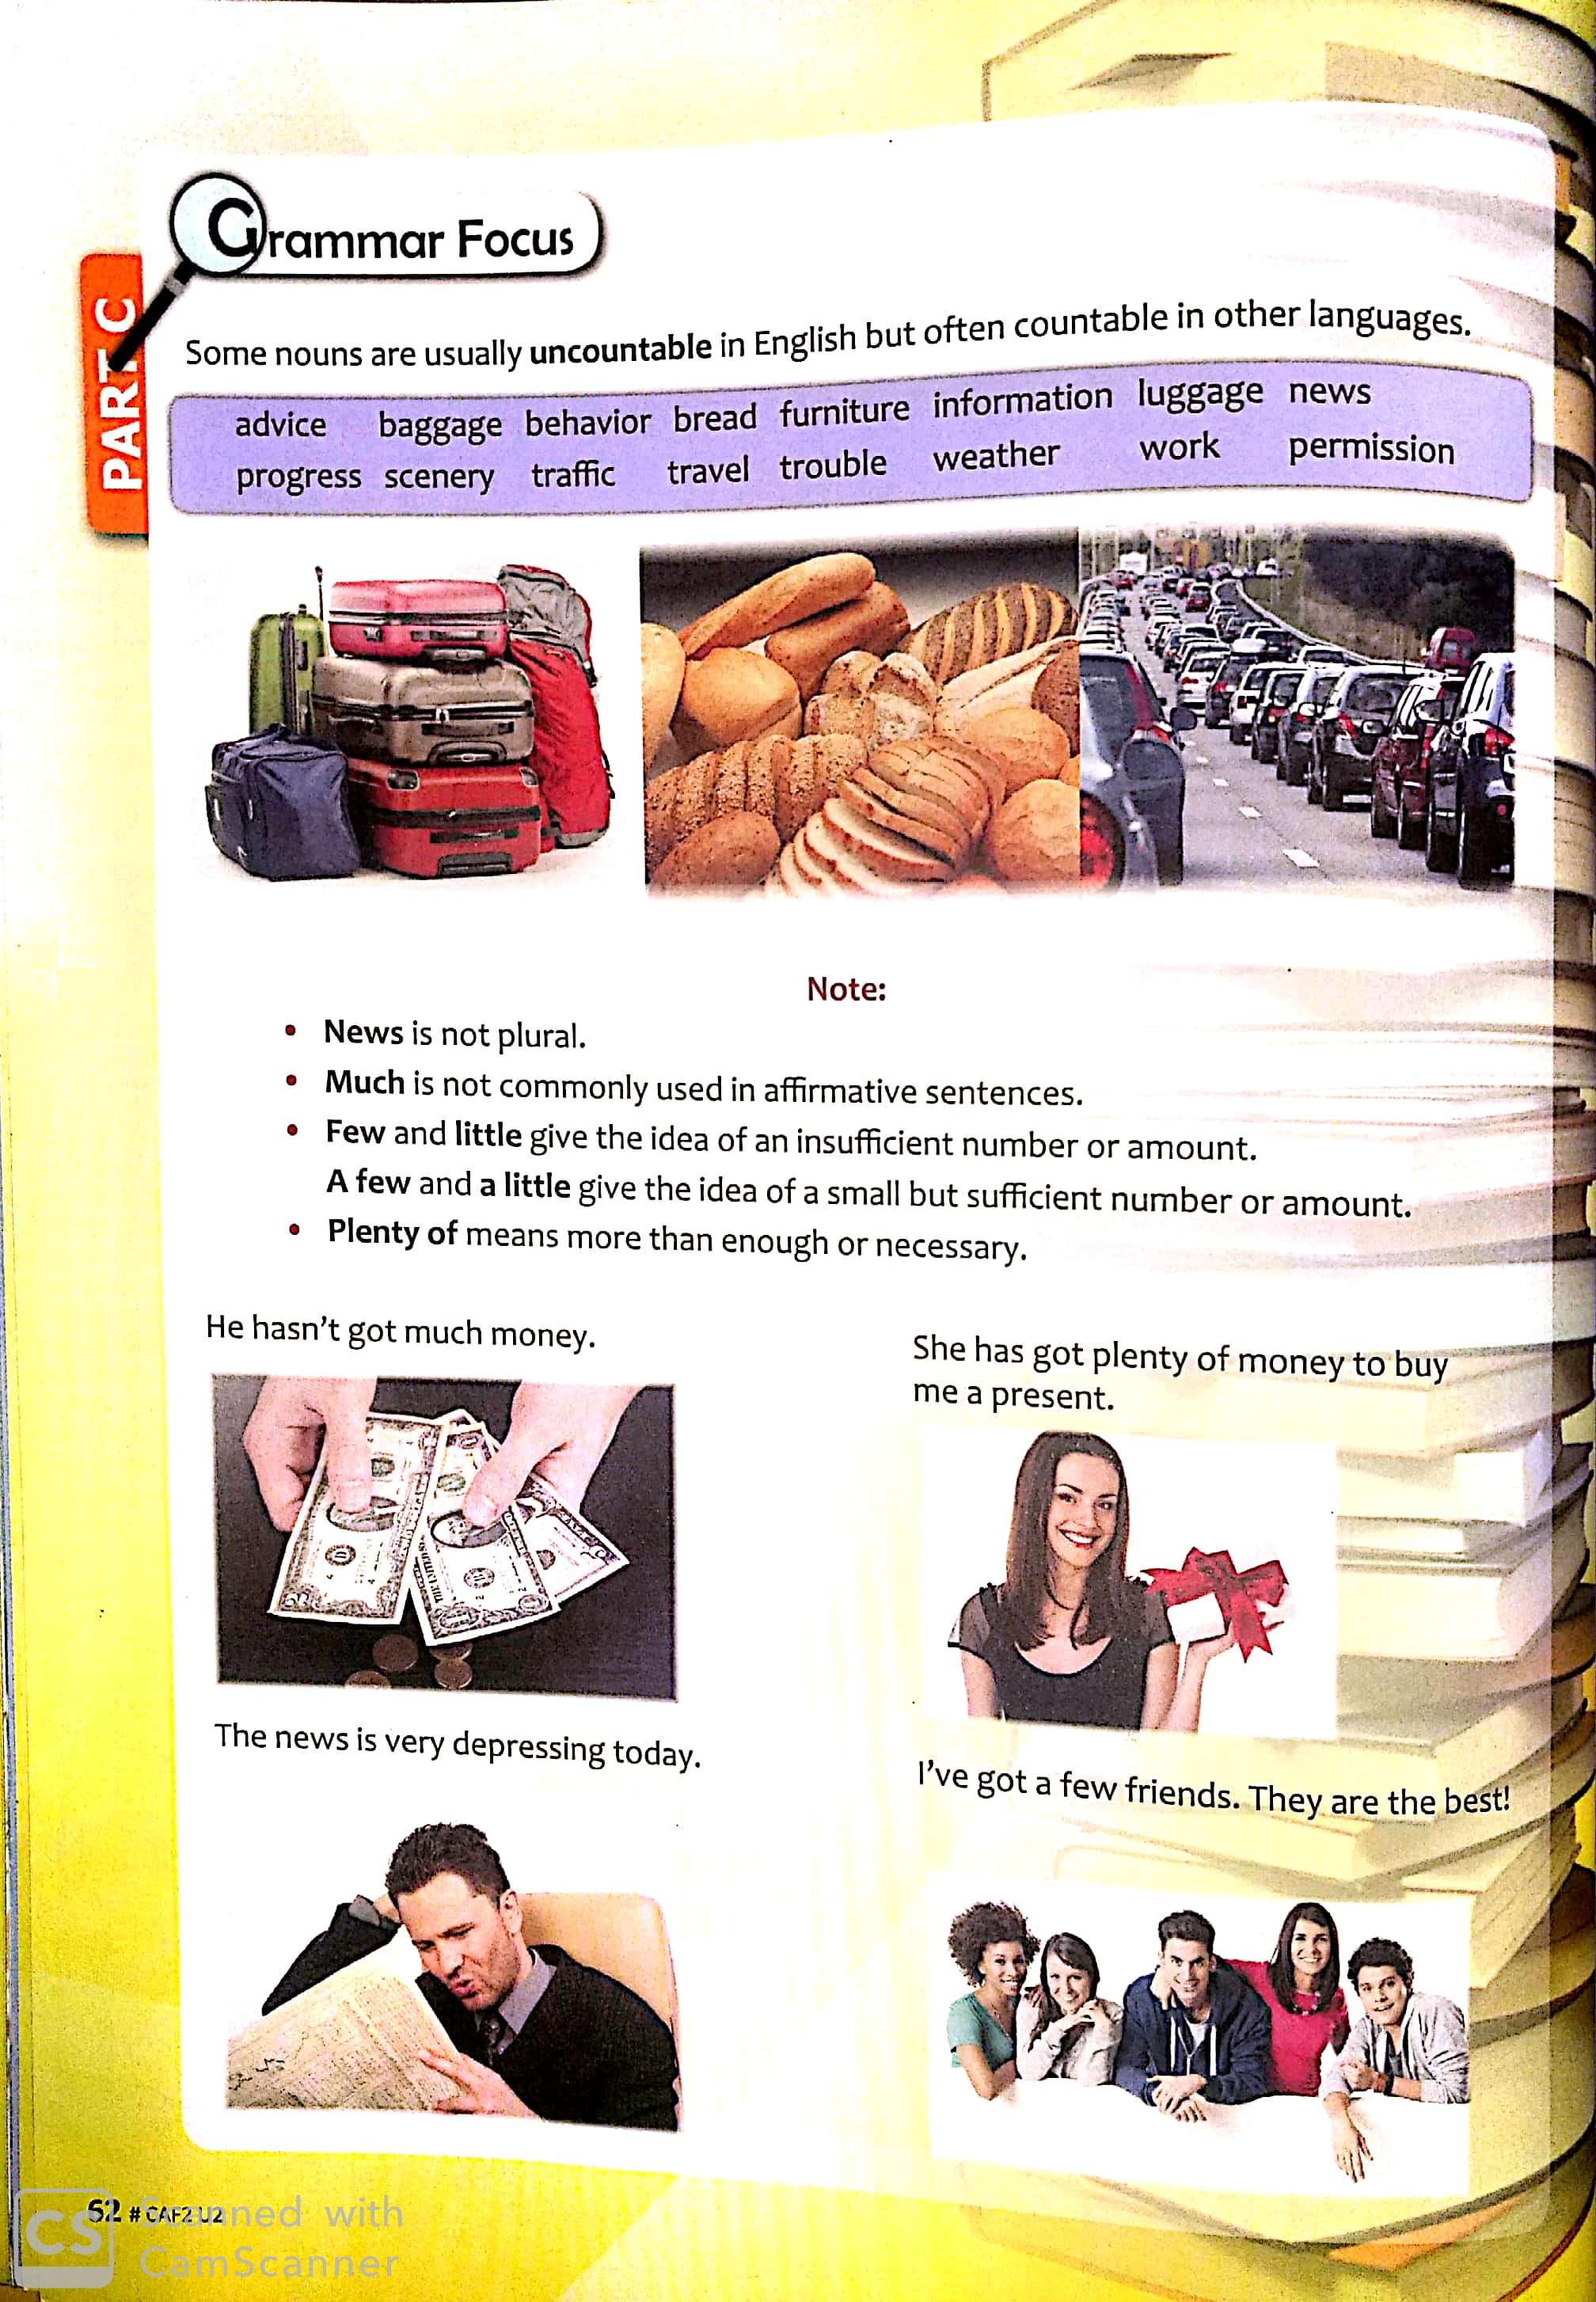 Grammar Focus
PART C
Some nouns are usually uncountable in English but often countable in other languages.
advice baggage behavior bread furniture information luggage news
progress scenery traffic travel trouble weather work permission
Note:
• News is not plural.
• Much is not commonly used in affirmative sentences.
• Few and little give the idea of an insufficient number or amount.
A few and a little give the idea of a small but sufficient number or amount.
• Plenty of means more than enough or necessary.
He hasn't got much money.
She has got plenty of money to buy
me a present.
The news is very depressing today.
I've got a few friends. They are the best!
62 # CAF2 U2
CS Scanned with
CamScanner